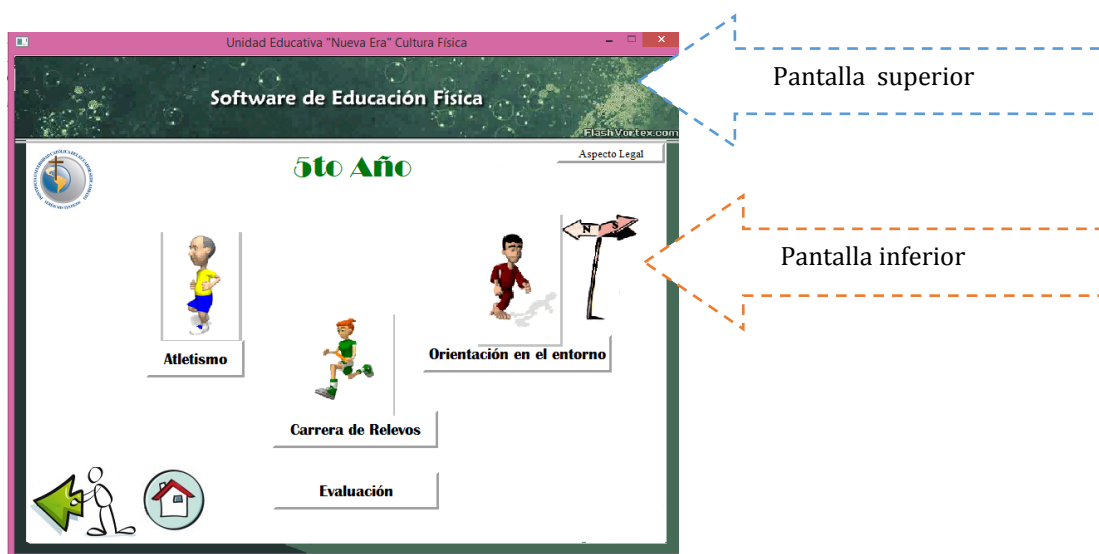 Unidad Educativa "Nueva Era" Cultura Física
Software de Educación Física
FlashVortex.com
Pantalla superior
5to Año
Aspecto Legal
N S
Pantalla inferior
Atletismo
Orientación en el entorno
Carrera de Relevos
Evaluación